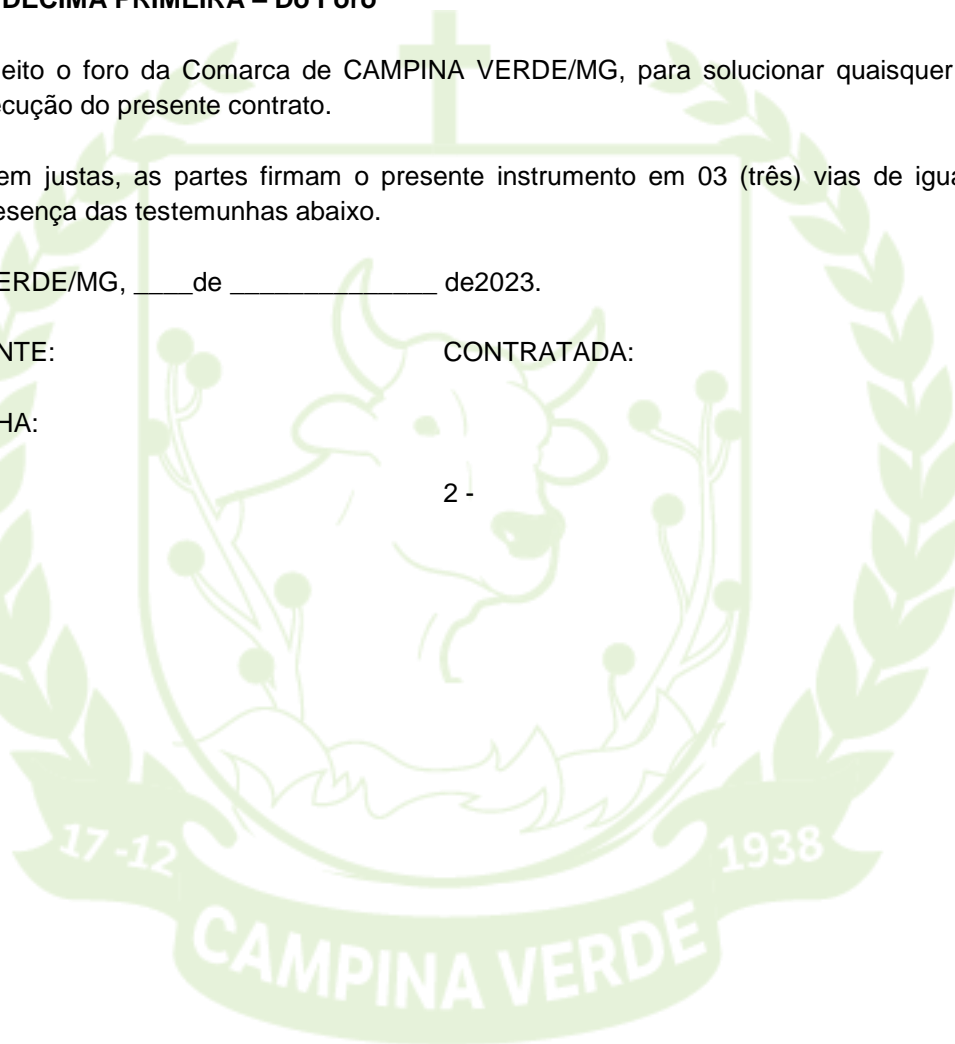 DÉCIMA PRIMEIRA – Do Foro
eito o foro da Comarca de CAMPINA VERDE/MG, para solucionar quaisquer
ecução do presente contrato.
em justas, as partes firmam o presente instrumento em 03 (três) vias de igua
esença das testemunhas abaixo.
ERDE/MG, ____de ______________ de2023.
NTE: CONTRATADA:
HA:
2 -
17-12 1938
CAMPINA VERDE